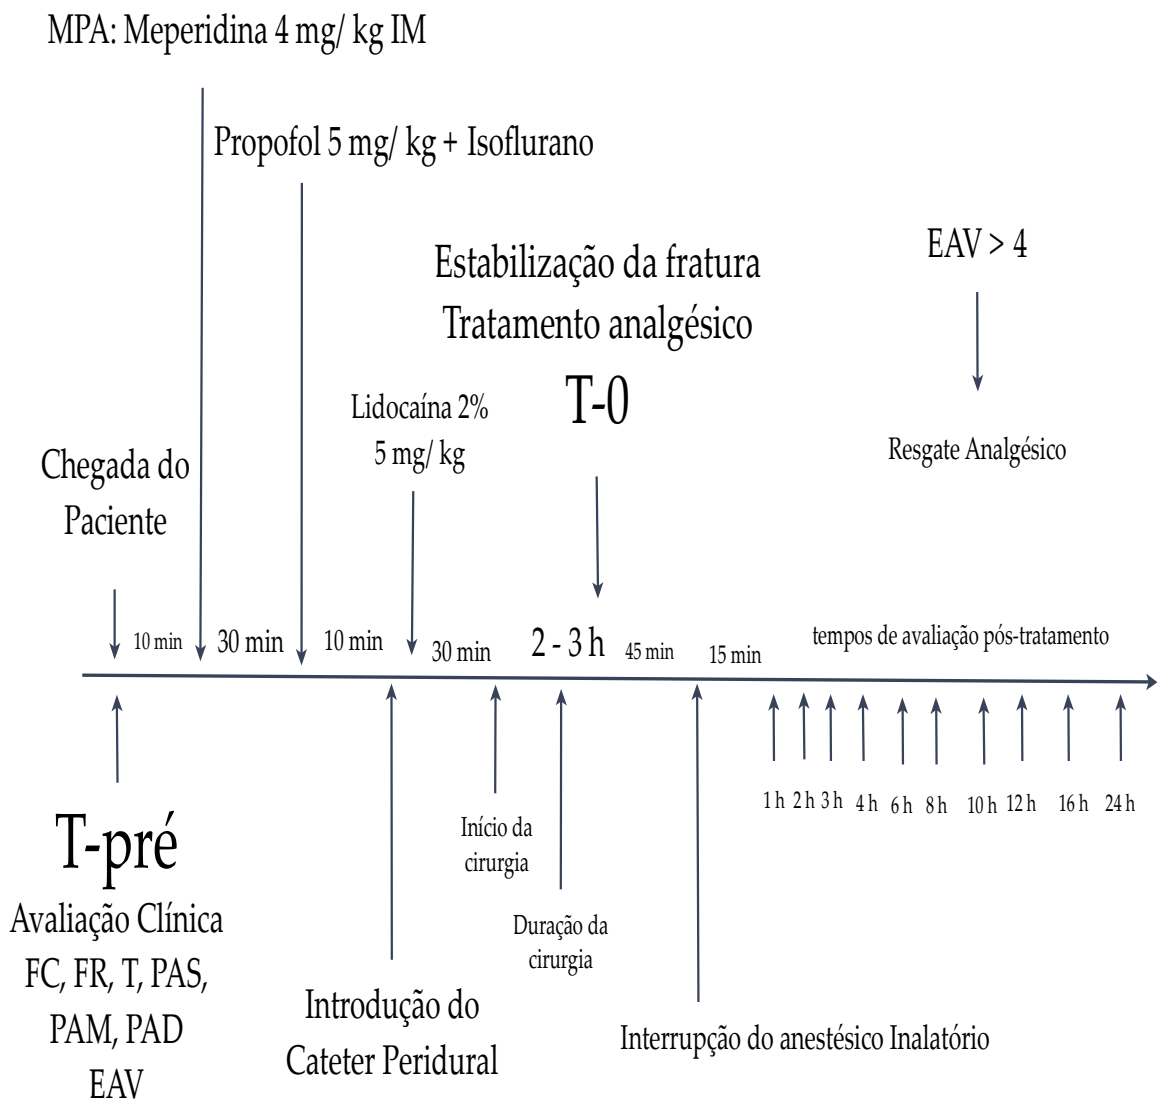 MPA: Meperidina 4 mg/ kg IM
Propofol 5 mg/ kg + Isoflurano
EAV > 4
Estabilização da fratura
Tratamento analgésico
T-0
Lidocaína 2%
5 mg/ kg
Resgate Analgésico
Chegada do
Paciente
10 min
30 min
10 min
30 min
2 - 3 h
45 min
15 min
tempos de avaliação pós-tratamento
1 h
2 h
3 h
4 h
6 h
8 h
10 h
12 h
16 h
24 h
T-pré
Avaliação Clínica
FC, FR, T, PAS,
PAM, PAD
EAV
Início da
cirurgia
Duração da
cirurgia
Introdução do
Cateter Peridural
Interrupção do anestésico Inalatório